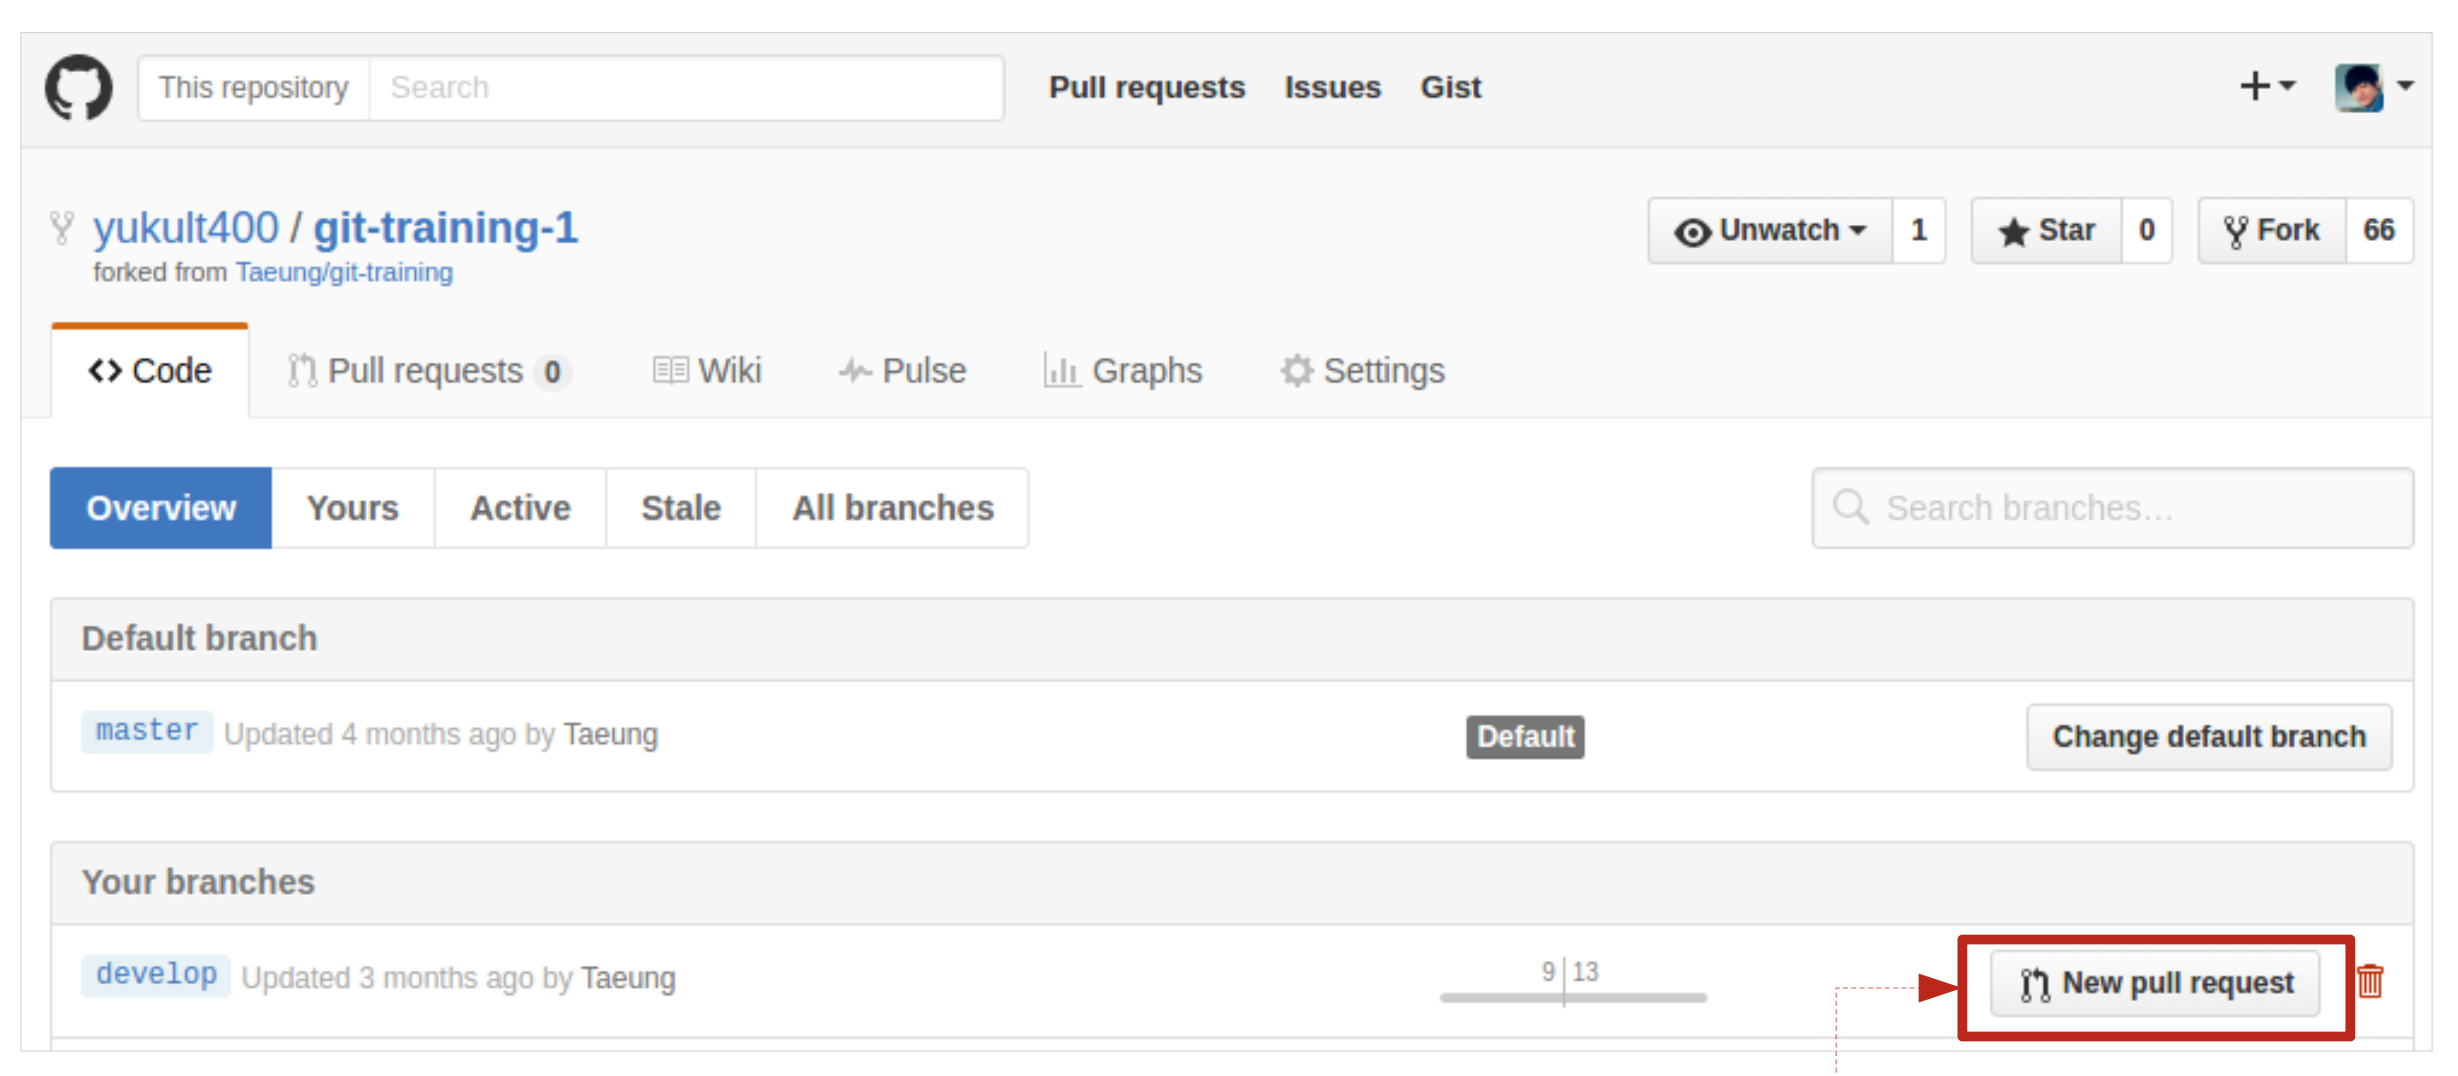 This repository Search Pull requests Issues Gist
yukult400 / git-training-1 Unwatch 1 Star 0 Fork 66
forked from Taeung/git-training
Code Pull requests 0 Wiki Pulse Graphs Settings
Overview Yours Active Stale All branches Search branches...
Default branch
master Updated 4 months ago by Taeung Default Change default branch
Your branches
develop Updated 3 months ago by Taeung 9 13 New pull request